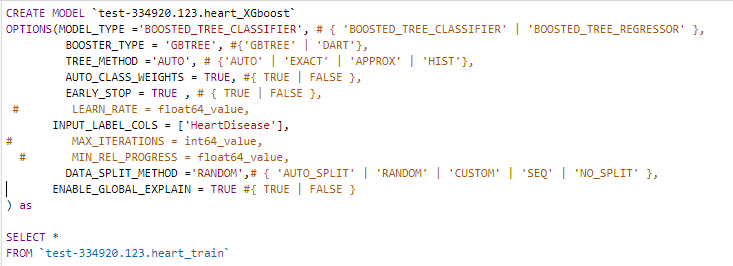 CREATE MODEL `test-334920.123.heart_XGboost`
OPTIONS(MODEL_TYPE ='BOOSTED_TREE_CLASSIFIER', # { 'BOOSTED_TREE_CLASSIFIER' | 'BOOSTED_TREE_REGRESSOR' },
BOOSTER_TYPE = 'GBTREE', #{'GBTREE' | 'DART'},
TREE_METHOD ='AUTO', # {'AUTO' | 'EXACT' | 'APPROX' | 'HIST'},
AUTO_CLASS_WEIGHTS = TRUE, #{ TRUE | FALSE },
EARLY_STOP = TRUE , # { TRUE | FALSE },
# LEARN_RATE = float64_value,
INPUT_LABEL_COLS = ['HeartDisease'],
# MAX_ITERATIONS = int64_value,
# MIN_REL_PROGRESS = float64_value,
DATA_SPLIT_METHOD ='RANDOM',# { 'AUTO_SPLIT' | 'RANDOM' | 'CUSTOM' | 'SEQ' | 'NO_SPLIT' },
ENABLE_GLOBAL_EXPLAIN = TRUE #{ TRUE | FALSE }
) as
SELECT *
FROM `test-334920.123.heart_train`